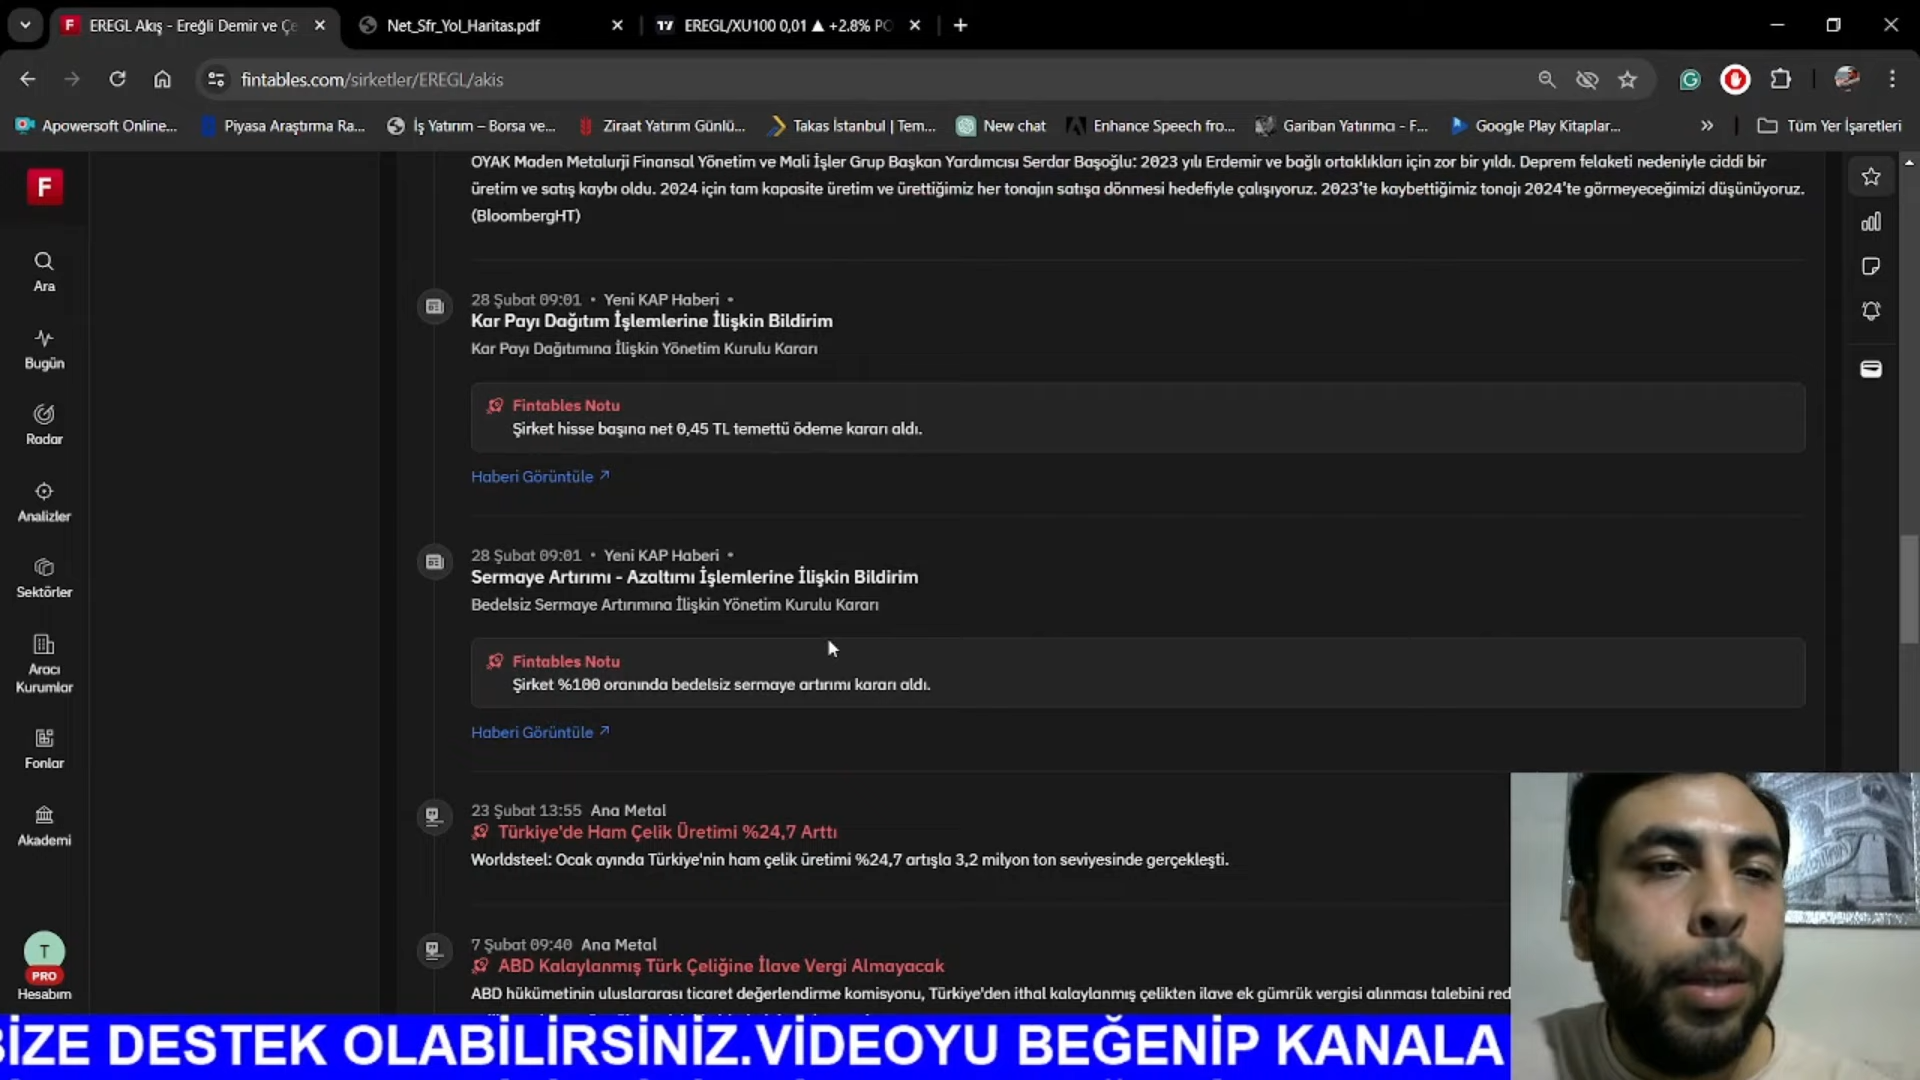 EREGL Akış - Ereğli Demir ve Çe
Net_Sfr_Yol_Haritas.pdf
EREGL/XU100 0,01 ▲ +2.8% PO
fintables.com/sirketler/EREGL/akis
Apowersoft Online...
Piyasa Araştırma Ra...
İş Yatırım – Borsa ve...
Ziraat Yatırım Günlü...
Takas İstanbul | Tem...
New chat
Enhance Speech fro...
Gariban Yatırımcı - F...
Google Play Kitaplar...
»
Tüm Yer İşaretleri
F
Ara
Bugün
Radar
Analizler
Sektörler
Aracı
Kurumlar
Fonlar
Akademi
T
PRO
Hesabım
OYAK Maden Metalurji Finansal Yönetim ve Mali İşler Grup Başkan Yardımcısı Serdar Başoğlu: 2023 yılı Erdemir ve bağlı ortaklıkları için zor bir yıldı. Deprem felaketi nedeniyle ciddi bir
üretim ve satış kaybı oldu. 2024 için tam kapasite üretim ve ürettiğimiz her tonajın satışa dönmesi hedefiyle çalışıyoruz. 2023'te kaybettiğimiz tonajı 2024'te görmeyeceğimizi düşünüyoruz.
(BloombergHT)
28 Şubat 09:01 • Yeni KAP Haberi •
Kar Payı Dağıtım İşlemlerine İlişkin Bildirim
Kar Payı Dağıtımına İlişkin Yönetim Kurulu Kararı
Fintables Notu
Şirket hisse başına net 0,45 TL temettü ödeme kararı aldı.
Haberi Görüntüle ↗
28 Şubat 09:01 • Yeni KAP Haberi •
Sermaye Artırımı - Azaltımı İşlemlerine İlişkin Bildirim
Bedelsiz Sermaye Artırımına İlişkin Yönetim Kurulu Kararı
Fintables Notu
Şirket %100 oranında bedelsiz sermaye artırımı kararı aldı.
Haberi Görüntüle ↗
23 Şubat 13:55 Ana Metal
Türkiye'de Ham Çelik Üretimi %24,7 Arttı
Worldsteel: Ocak ayında Türkiye'nin ham çelik üretimi %24,7 artışla 3,2 milyon ton seviyesinde gerçekleşti.
7 Şubat 09:40 Ana Metal
ABD Kalaylanmış Türk Çeliğine İlave Vergi Almayacak
ABD hükümetinin uluslararası ticaret değerlendirme komisyonu, Türkiye'den ithal kalaylanmış çelikten ilave ek gümrük vergisi alınması talebini red
BİZE DESTEK OLABİLİRSİNİZ.VİDEOYU BEĞENİP KANALA